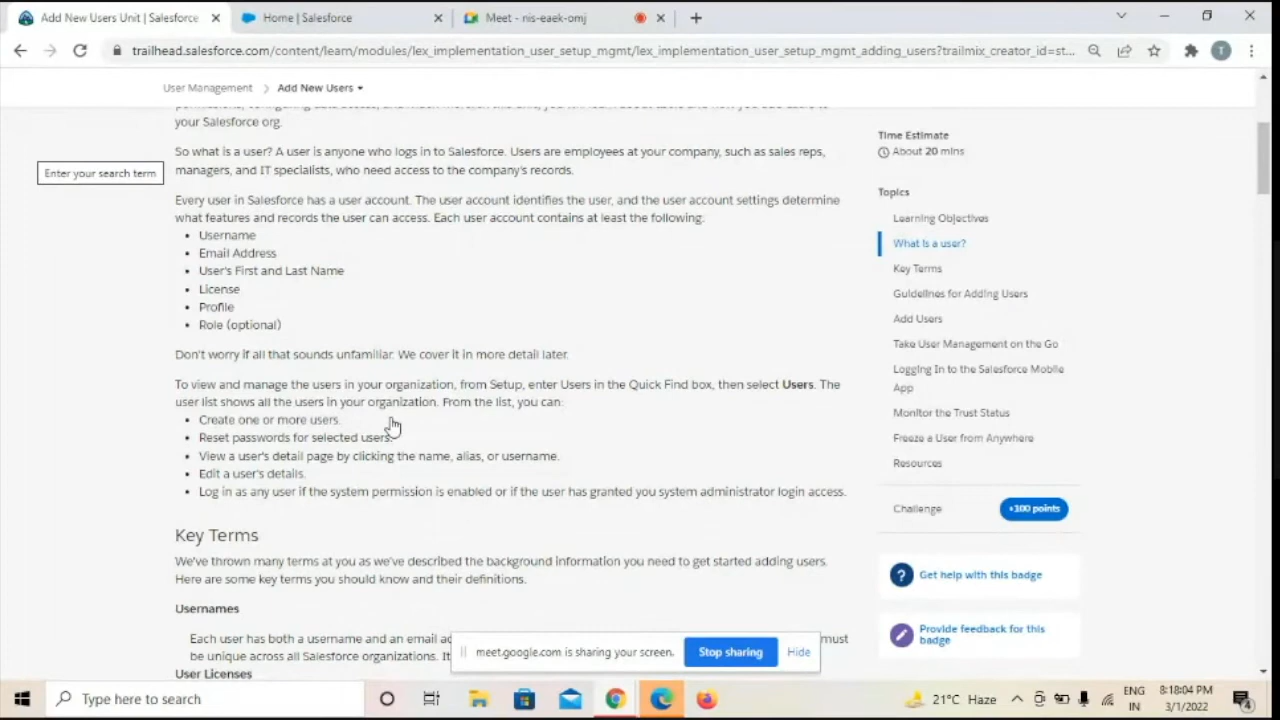 Add New Users Unit | Salesforce
Home | Salesforce
Meet - nis-eaek-omj
trailhead.salesforce.com/content/learn/modules/lex_implementation_user_setup_mgmt/lex_implementation_user_setup_mgmt_adding_users?trailmix_creator_id=st...
T
User Management > Add New Users
your Salesforce org.
So what is a user? A user is anyone who logs in to Salesforce. Users are employees at your company, such as sales reps,
managers, and IT specialists, who need access to the company's records.
Enter your search term
Every user in Salesforce has a user account. The user account identifies the user, and the user account settings determine
what features and records the user can access. Each user account contains at least the following:
• Username
• Email Address
• User's First and Last Name
• License
• Profile
• Role (optional)
Don't worry if all that sounds unfamiliar. We cover it in more detail later.
To view and manage the users in your organization, from Setup, enter Users in the Quick Find box, then select Users. The
user list shows all the users in your organization. From the list, you can:
• Create one or more users.
• Reset passwords for selected users.
• View a user's detail page by clicking the name, alias, or username.
• Edit a user's details.
• Log in as any user if the system permission is enabled or if the user has granted you system administrator login access.
Key Terms
We've thrown many terms at you as we've described the background information you need to get started adding users.
Here are some key terms you should know and their definitions.
Usernames
Each user has both a username and an email ad must
be unique across all Salesforce organizations. It
User Licenses
Time Estimate
About 20 mins
Topics
Learning Objectives
What is a user?
Key Terms
Guidelines for Adding Users
Add Users
Take User Management on the Go
Logging In to the Salesforce Mobile
App
Monitor the Trust Status
Freeze a User from Anywhere
Resources
Challenge
+100 points
? Get help with this badge
Provide feedback for this
badge
meet.google.com is sharing your screen.
Stop sharing
Hide
Type here to search
21°C Haze
ENG
IN
8:18:04 PM
3/1/2022
4